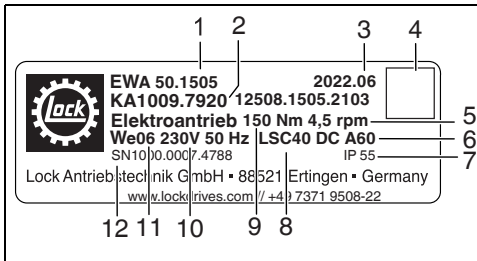 1 2 3 4
EWA 50.1505 2022.06
KA1009.7920 12508.1505.2103
Lock
Elektroantrieb 150 Nm 4,5 rpm 5
We06 230V 50 Hz LSC40 DC A60 6
SN1000.0007.4788 IP 55 7
Lock Antriebstechnik GmbH ▪ 88521 Ertingen ▪ Germany
www.lockdrives.com // +49 7371 9508-22
12 11 10 9 8